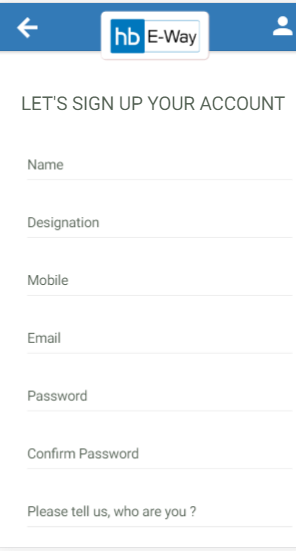 hb E-Way
LET'S SIGN UP YOUR ACCOUNT
Name
Designation
Mobile
Email
Password
Confirm Password
Please tell us, who are you ?